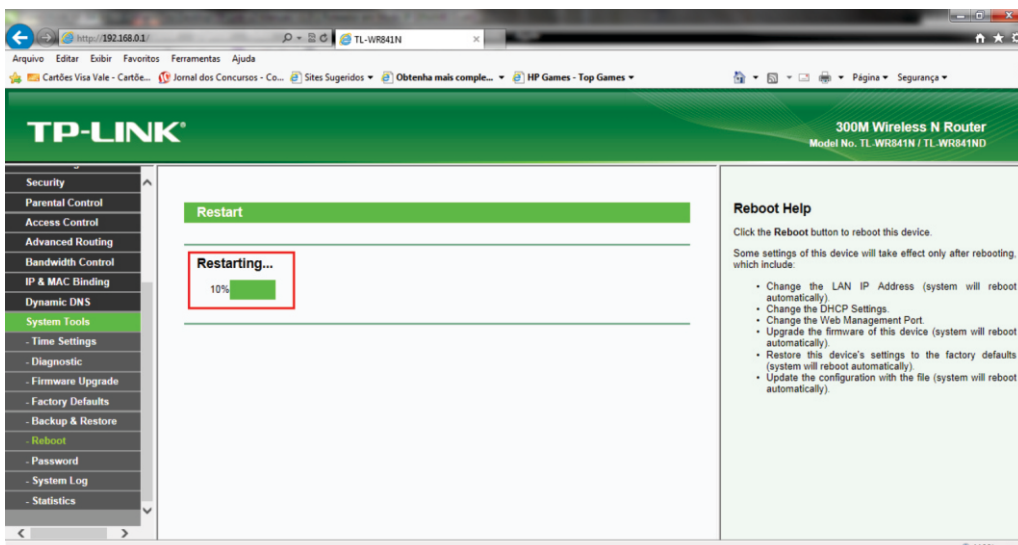 http://192.168.0.1/
TL-WR841N
Arquivo Editar Exibir Favoritos Ferramentas Ajuda
Cartões Visa Vale - Cartõe... Jornal dos Concursos - Co... Sites Sugeridos Obtenha mais comple... HP Games - Top Games Página Segurança
TP-LINK®
300M Wireless N Router
Model No. TL-WR841N / TL-WR841ND
Security
Parental Control
Access Control
Advanced Routing
Bandwidth Control
IP & MAC Binding
Dynamic DNS
System Tools
- Time Settings
- Diagnostic
- Firmware Upgrade
- Factory Defaults
- Backup & Restore
- Reboot
- Password
- System Log
- Statistics
Restart
Restarting...
10%
Reboot Help
Click the Reboot button to reboot this device.
Some settings of this device will take effect only after rebooting,
which include:
• Change the LAN IP Address (system will reboot
automatically).
• Change the DHCP Settings.
• Change the Web Management Port.
• Upgrade the firmware of this device (system will reboot
automatically).
• Restore this device's settings to the factory defaults
(system will reboot automatically).
• Update the configuration with the file (system will reboot
automatically).